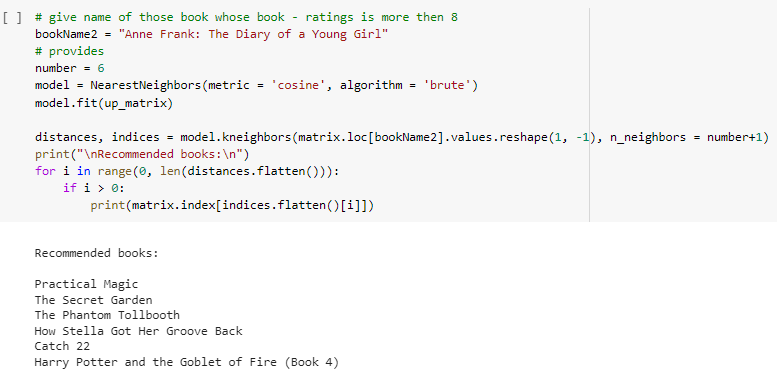 [ ] # give name of those book whose book - ratings is more then 8
bookName2 = "Anne Frank: The Diary of a Young Girl"
# provides
number = 6
model = NearestNeighbors(metric = 'cosine', algorithm = 'brute')
model.fit(up_matrix)

distances, indices = model.kneighbors(matrix.loc[bookName2].values.reshape(1, -1), n_neighbors = number+1)
print("\nRecommended books:\n")
for i in range(0, len(distances.flatten())):
    if i > 0:
        print(matrix.index[indices.flatten()[i]])

Recommended books:

Practical Magic
The Secret Garden
The Phantom Tollbooth
How Stella Got Her Groove Back
Catch 22
Harry Potter and the Goblet of Fire (Book 4)